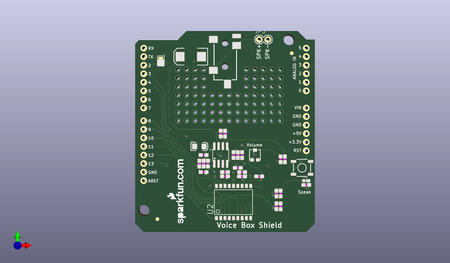 SPK+
SPK-
RX
TX
2
3
4
5
6
7
8
9
10
11
12
13
GND
AREF
5
4
3
2
1
0
ANALOG IN
VIN
GND
GND
+5V
+3.3V
RST
Volume
Speak
sparkfun.com
U2
Voice Box Shield